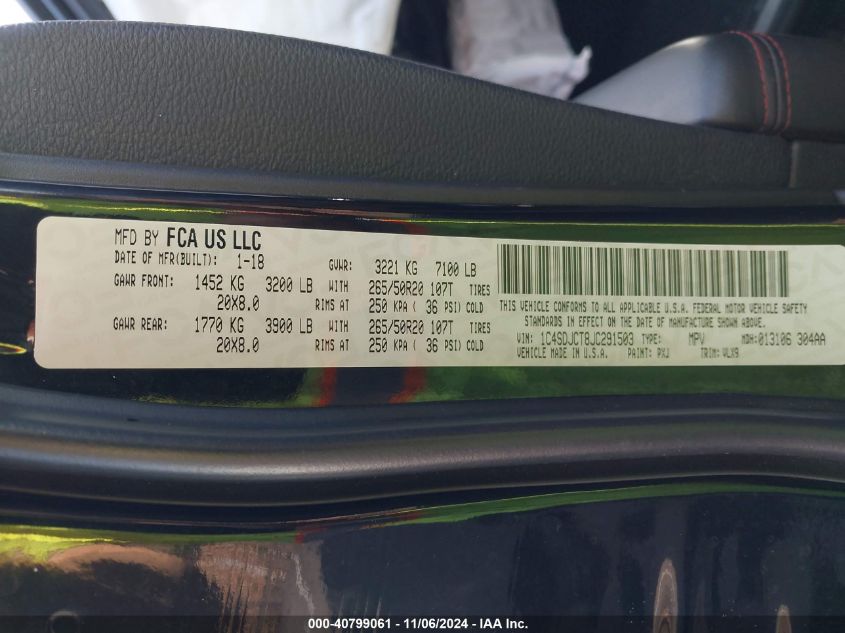 MFD BY FCA US LLC
DATE OF MFR(BUILT): 1-18 GVWR: 3221 KG 7100 LB
GAWR FRONT: 1452 KG 3200 LB WITH 265/50R20 107T TIRES
20X8.0 RIMS AT 250 KPA ( 36 PSI) COLD
GAWR REAR: 1770 KG 3900 LB WITH 265/50R20 107T TIRES
20X8.0 RIMS AT 250 KPA ( 36 PSI) COLD
THIS VEHICLE CONFORMS TO ALL APPLICABLE U.S.A. FEDERAL MOTOR VEHICLE SAFETY
STANDARDS IN EFFECT ON THE DATE OF MANUFACTURE SHOWN ABOVE.
VIN: 1C4SDJCT8JC291503 TYPE: MPV MDH: 013106 304AA
VEHICLE MADE IN U.S.A. PAINT: PXJ TRIM: VLX9
000-40799061 - 11/06/2024 - IAA Inc.